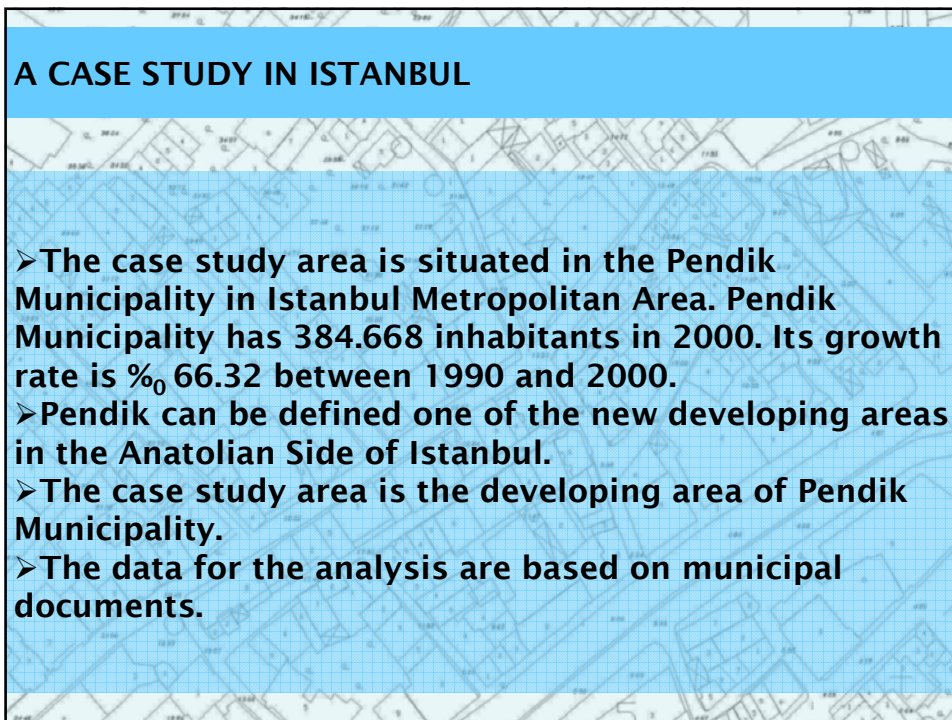 A CASE STUDY IN ISTANBUL
➢The case study area is situated in the Pendik
Municipality in Istanbul Metropolitan Area. Pendik
Municipality has 384.668 inhabitants in 2000. Its growth
rate is %₀ 66.32 between 1990 and 2000.
➢Pendik can be defined one of the new developing areas
in the Anatolian Side of Istanbul.
➢The case study area is the developing area of Pendik
Municipality.
➢The data for the analysis are based on municipal
documents.